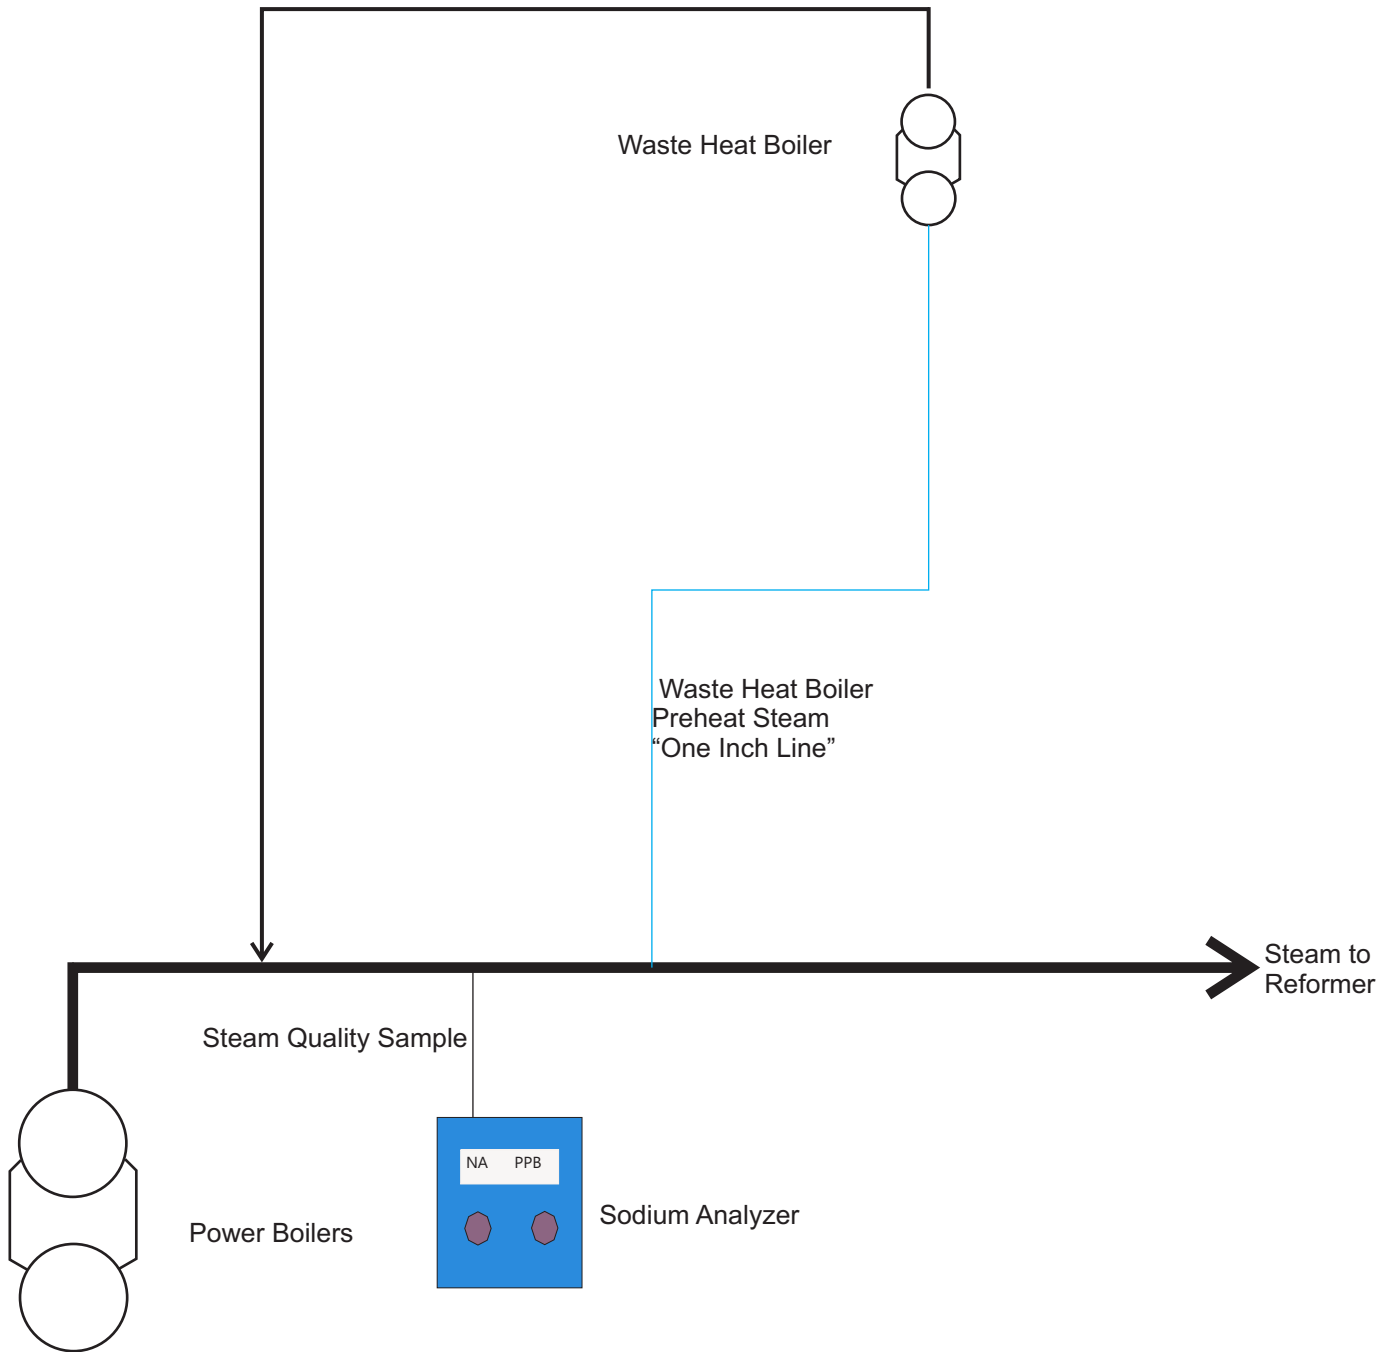 Waste Heat Boiler
Waste Heat Boiler
Preheat Steam
“One Inch Line”
Steam to
Reformer
Steam Quality Sample
NA PPB
Sodium Analyzer
Power Boilers